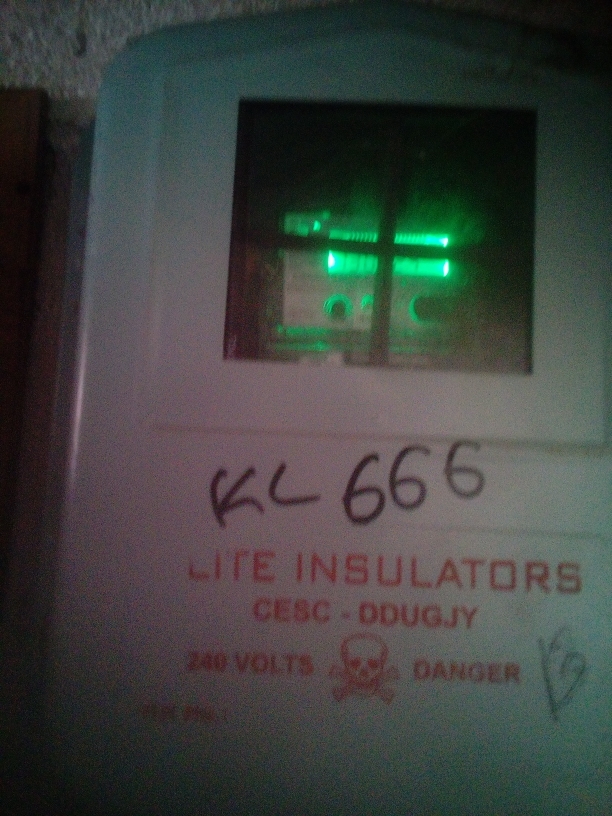 KL 666
LITE INSULATORS
CESC - DDUGJY
240 VOLTS DANGER